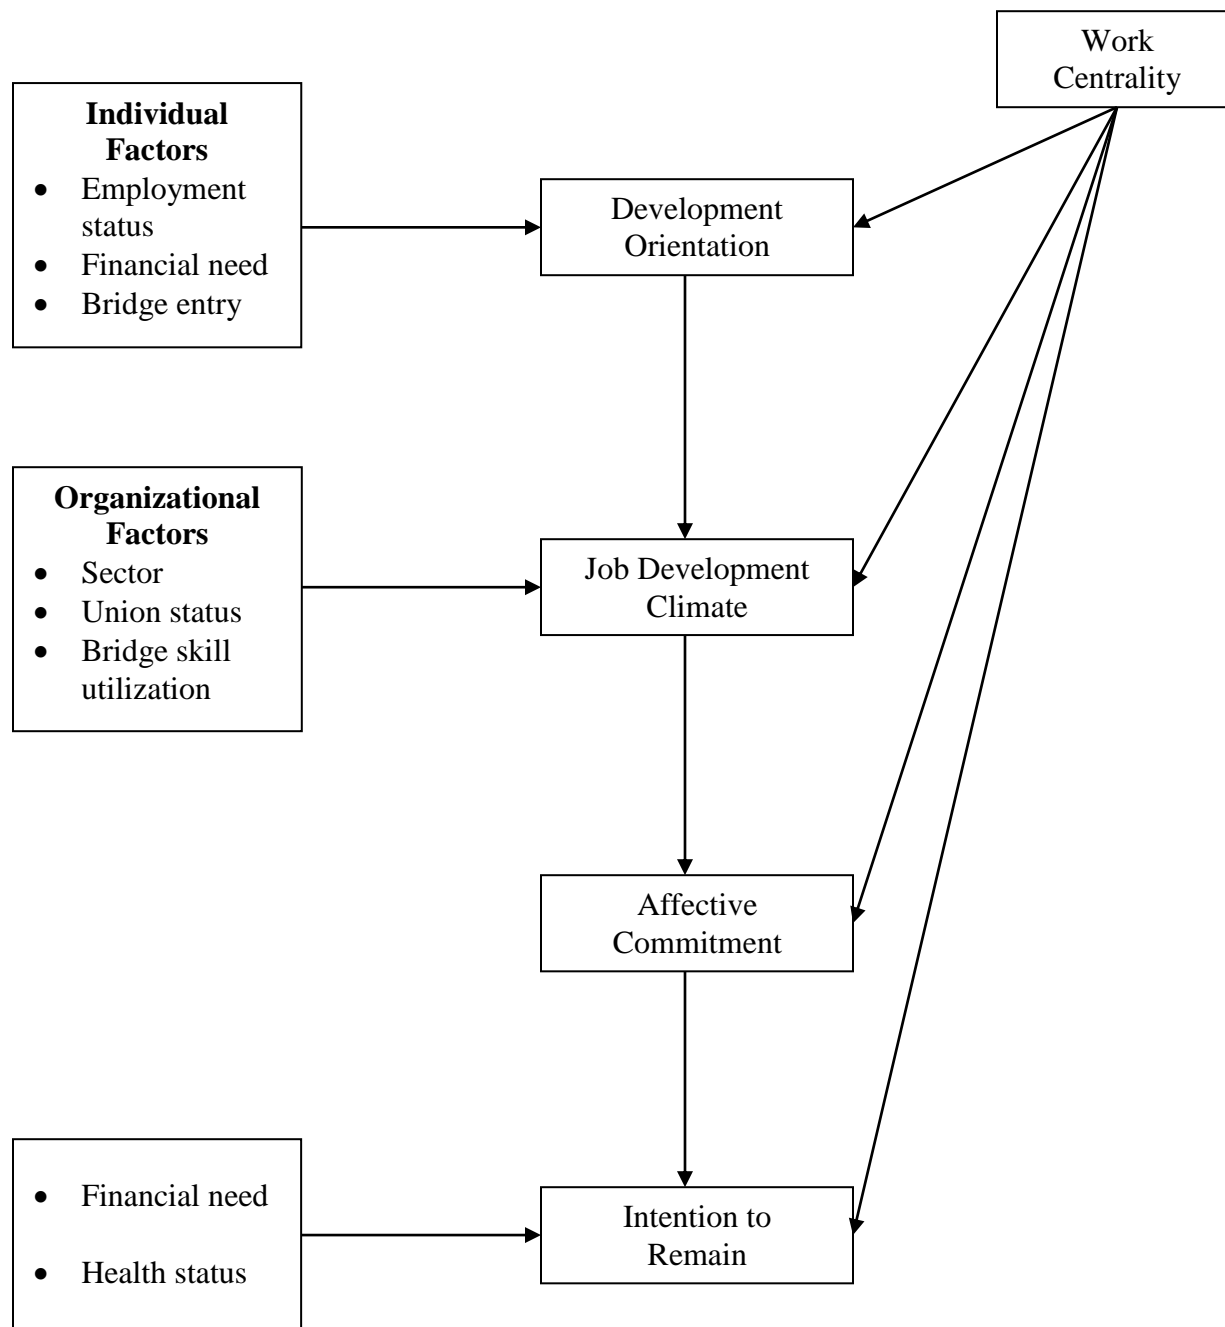 Work
Centrality
Individual
Factors
• Employment
status
• Financial need
• Bridge entry
Development
Orientation
Organizational
Factors
• Sector
• Union status
• Bridge skill
utilization
Job Development
Climate
Affective
Commitment
• Financial need
• Health status
Intention to
Remain